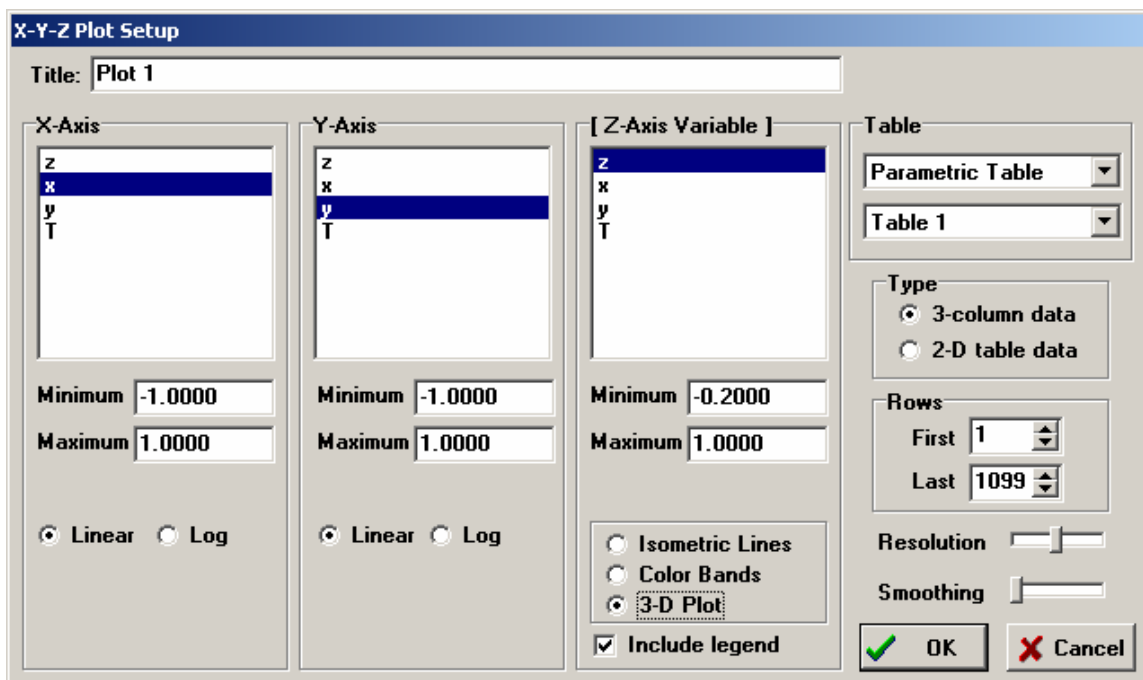 X-Y-Z Plot Setup
Title: Plot 1
X-Axis
z
x
y
T
Minimum -1.0000
Maximum 1.0000
Linear Log
Y-Axis
z
x
y
T
Minimum -1.0000
Maximum 1.0000
Linear Log
[ Z-Axis Variable ]
z
x
y
T
Minimum -0.2000
Maximum 1.0000
Isometric Lines
Color Bands
3-D Plot
Include legend
Table
Parametric Table
Table 1
Type
3-column data
2-D table data
Rows
First 1
Last 1099
Resolution
Smoothing
OK Cancel